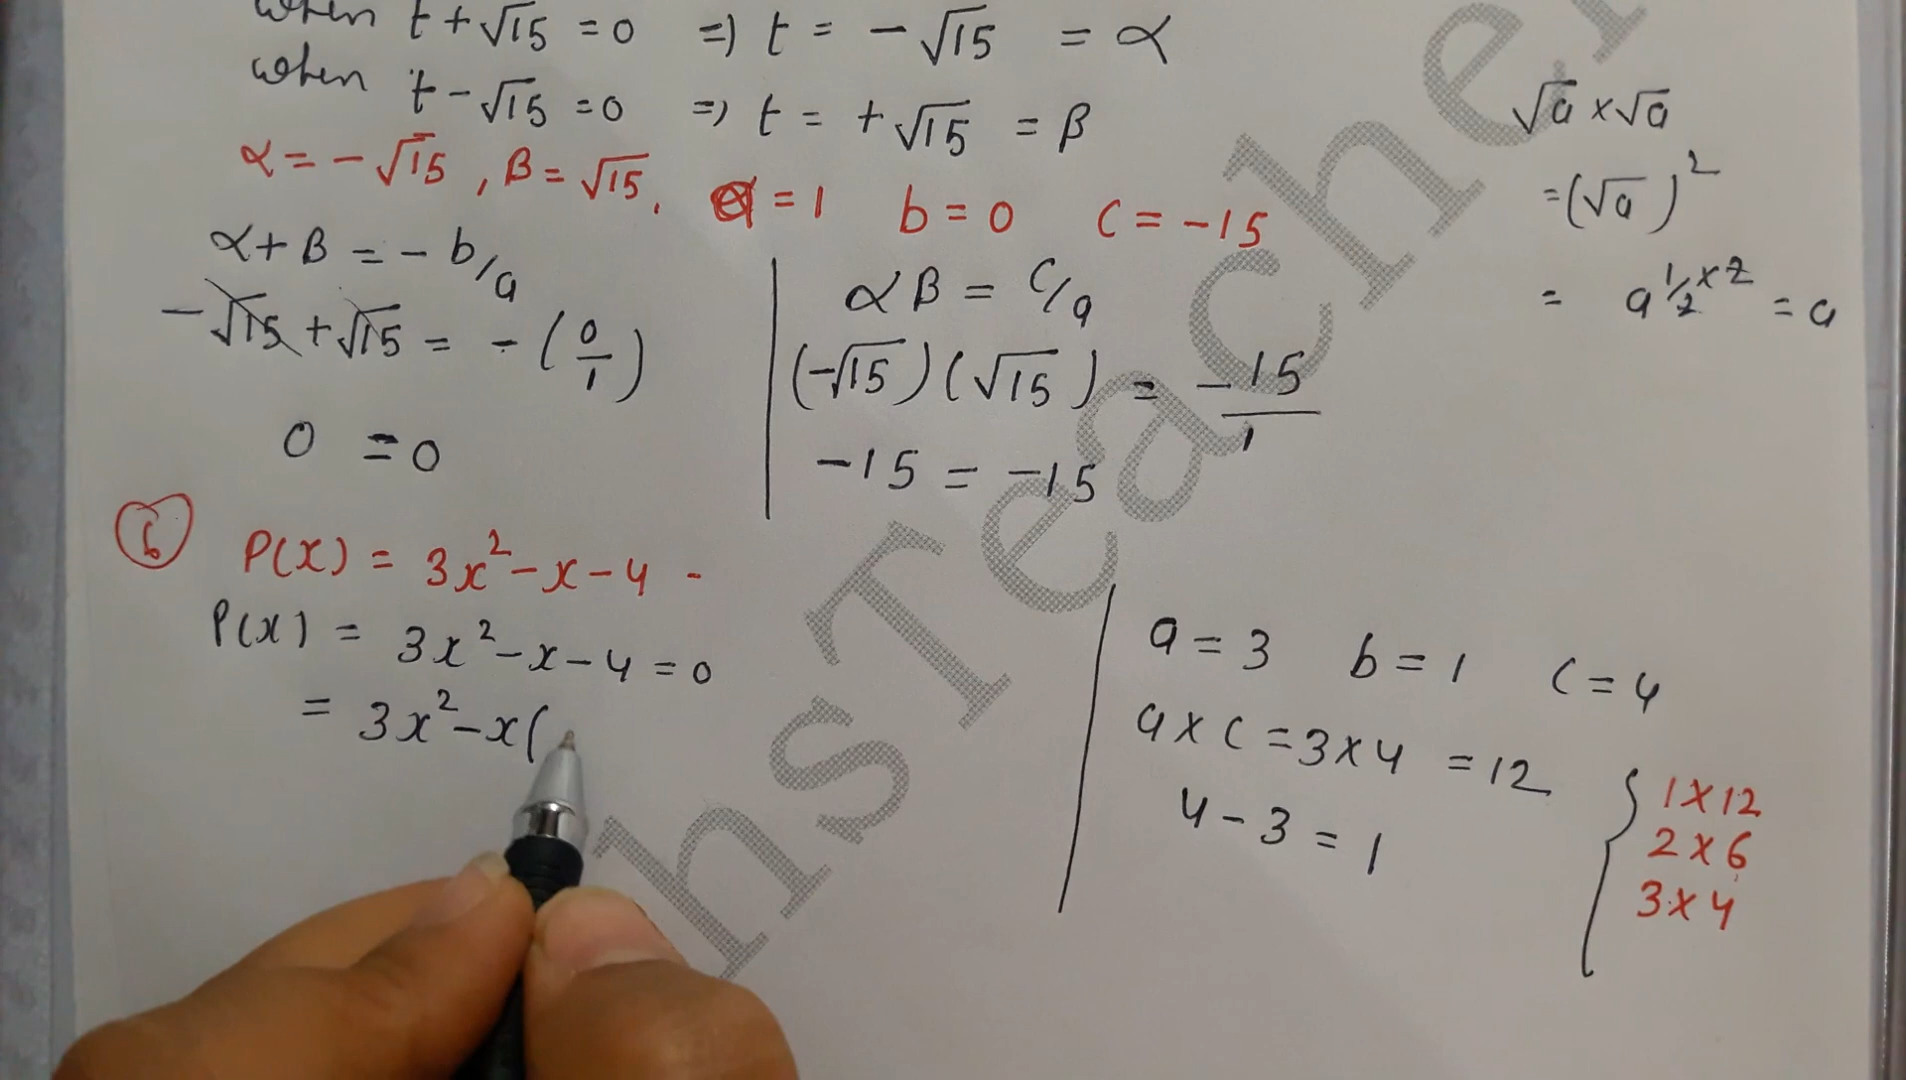 when t + √15 = 0 ⇒ t = - √15 = α
when t - √15 = 0 ⇒ t = + √15 = β
α = - √15 , β = √15 . a = 1 b = 0 c = -15
α + β = - b/a
- √15 + √15 = - (0/1)
0 = 0
αβ = c/a
(-√15) (√15) = -15/1
-15 = -15
√a × √a
= (√a)²
= a^½×2 = a
6 P(x) = 3x² - x - 4 -
P(x) = 3x² - x - 4 = 0
= 3x² - x (
a = 3 b = 1 c = 4
a × c = 3 × 4 = 12
4 - 3 = 1
1 × 12
2 × 6
3 × 4
hsTeacher